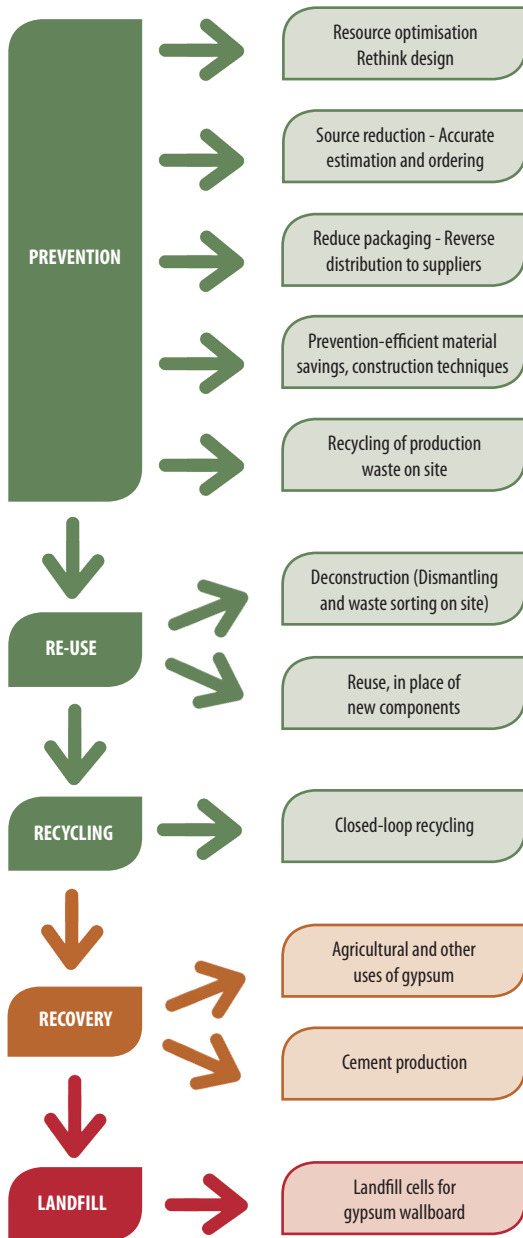 PREVENTION
Resource optimisation
Rethink design
Source reduction - Accurate
estimation and ordering
Reduce packaging - Reverse
distribution to suppliers
Prevention-efficient material
savings, construction techniques
Recycling of production
waste on site
RE-USE
Deconstruction (Dismantling
and waste sorting on site)
Reuse, in place of
new components
RECYCLING
Closed-loop recycling
RECOVERY
Agricultural and other
uses of gypsum
Cement production
LANDFILL
Landfill cells for
gypsum wallboard